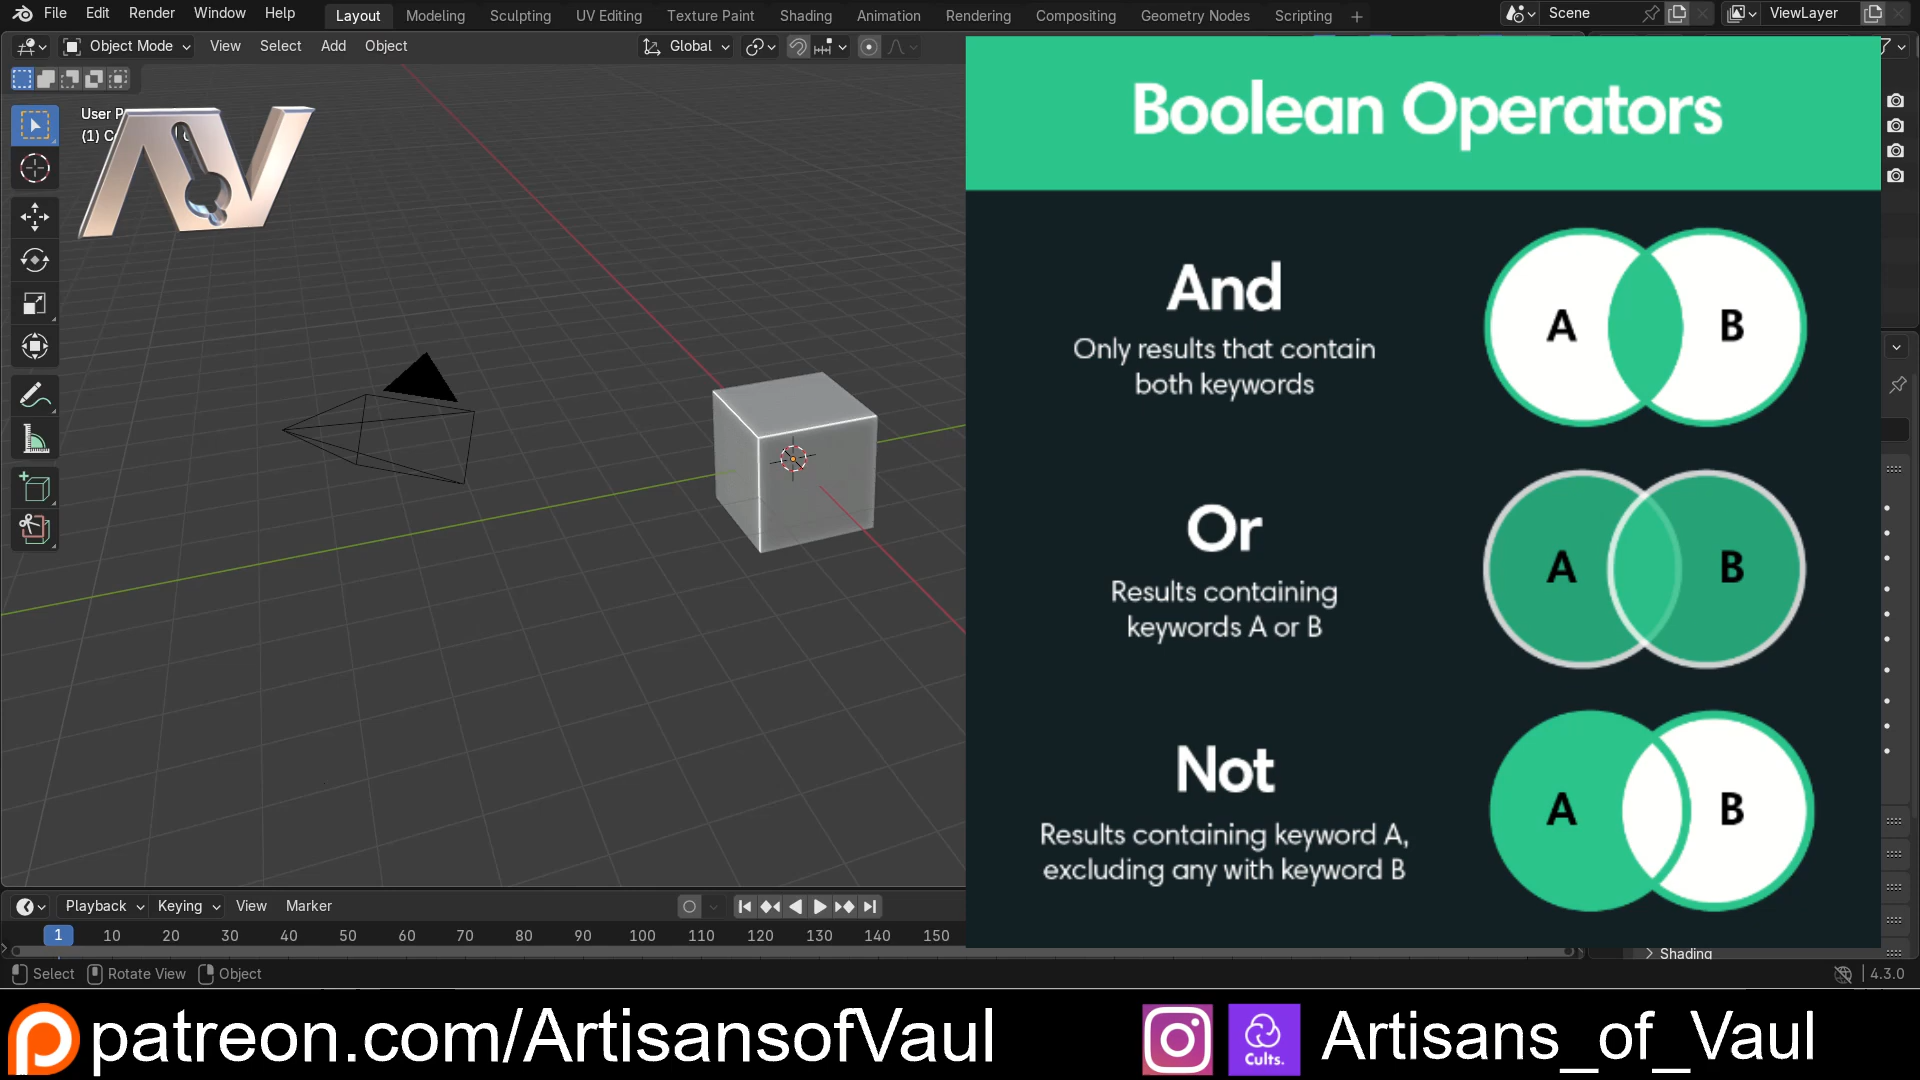 File Edit Render Window Help
Layout Modeling Sculpting UV Editing Texture Paint Shading Animation Rendering Compositing Geometry Nodes Scripting +
Scene
ViewLayer
Object Mode View Select Add Object
Global
User P
(1) C
AV
Boolean Operators
And
Only results that contain
both keywords
A B
Or
Results containing
keywords A or B
A B
Not
Results containing keyword A,
excluding any with keyword B
A B
Playback Keying View Marker
1 10 20 30 40 50 60 70 80 90 100 110 120 130 140 150
Shading
Select Rotate View Object
4.3.0
patreon.com/ArtisansofVaul
Cults.
Artisans_of_Vaul